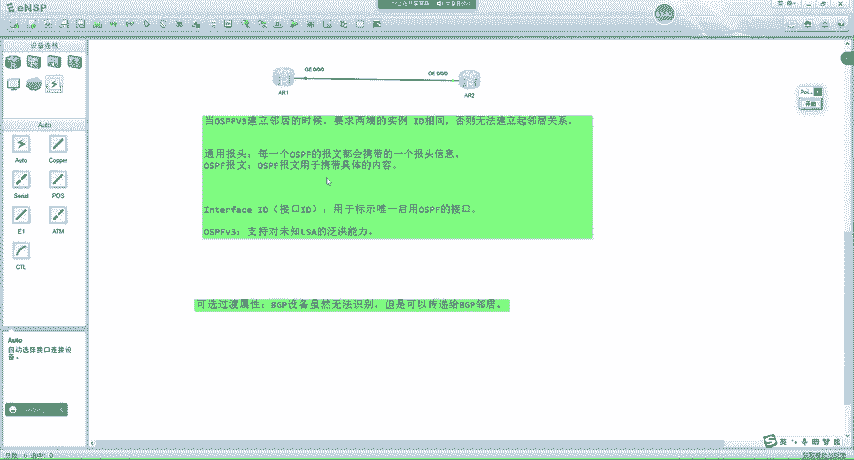 eNSP
设备连线
Auto
Auto
Copper
Serial
POS
E1
ATM
CTL
Auto
自动选择接口连接设备。
GE 0/0/0
GE 0/0/0
AR1
AR2
当OSPFV3建立邻居的时候，要求两端的实例 ID相同，否则无法建立起邻居关系。
通用报头：每一个OSPF的报文都会携带的一个报头信息。
OSPF报文：OSPF报文用于携带具体的内容。
Interface ID（接口ID），用于标示唯一启用OSPF的接口。
OSPFv3：支持对未知LSA的泛洪能力。
可选过渡属性：BGP设备虽然无法识别，但是可以传递给BGP邻居。